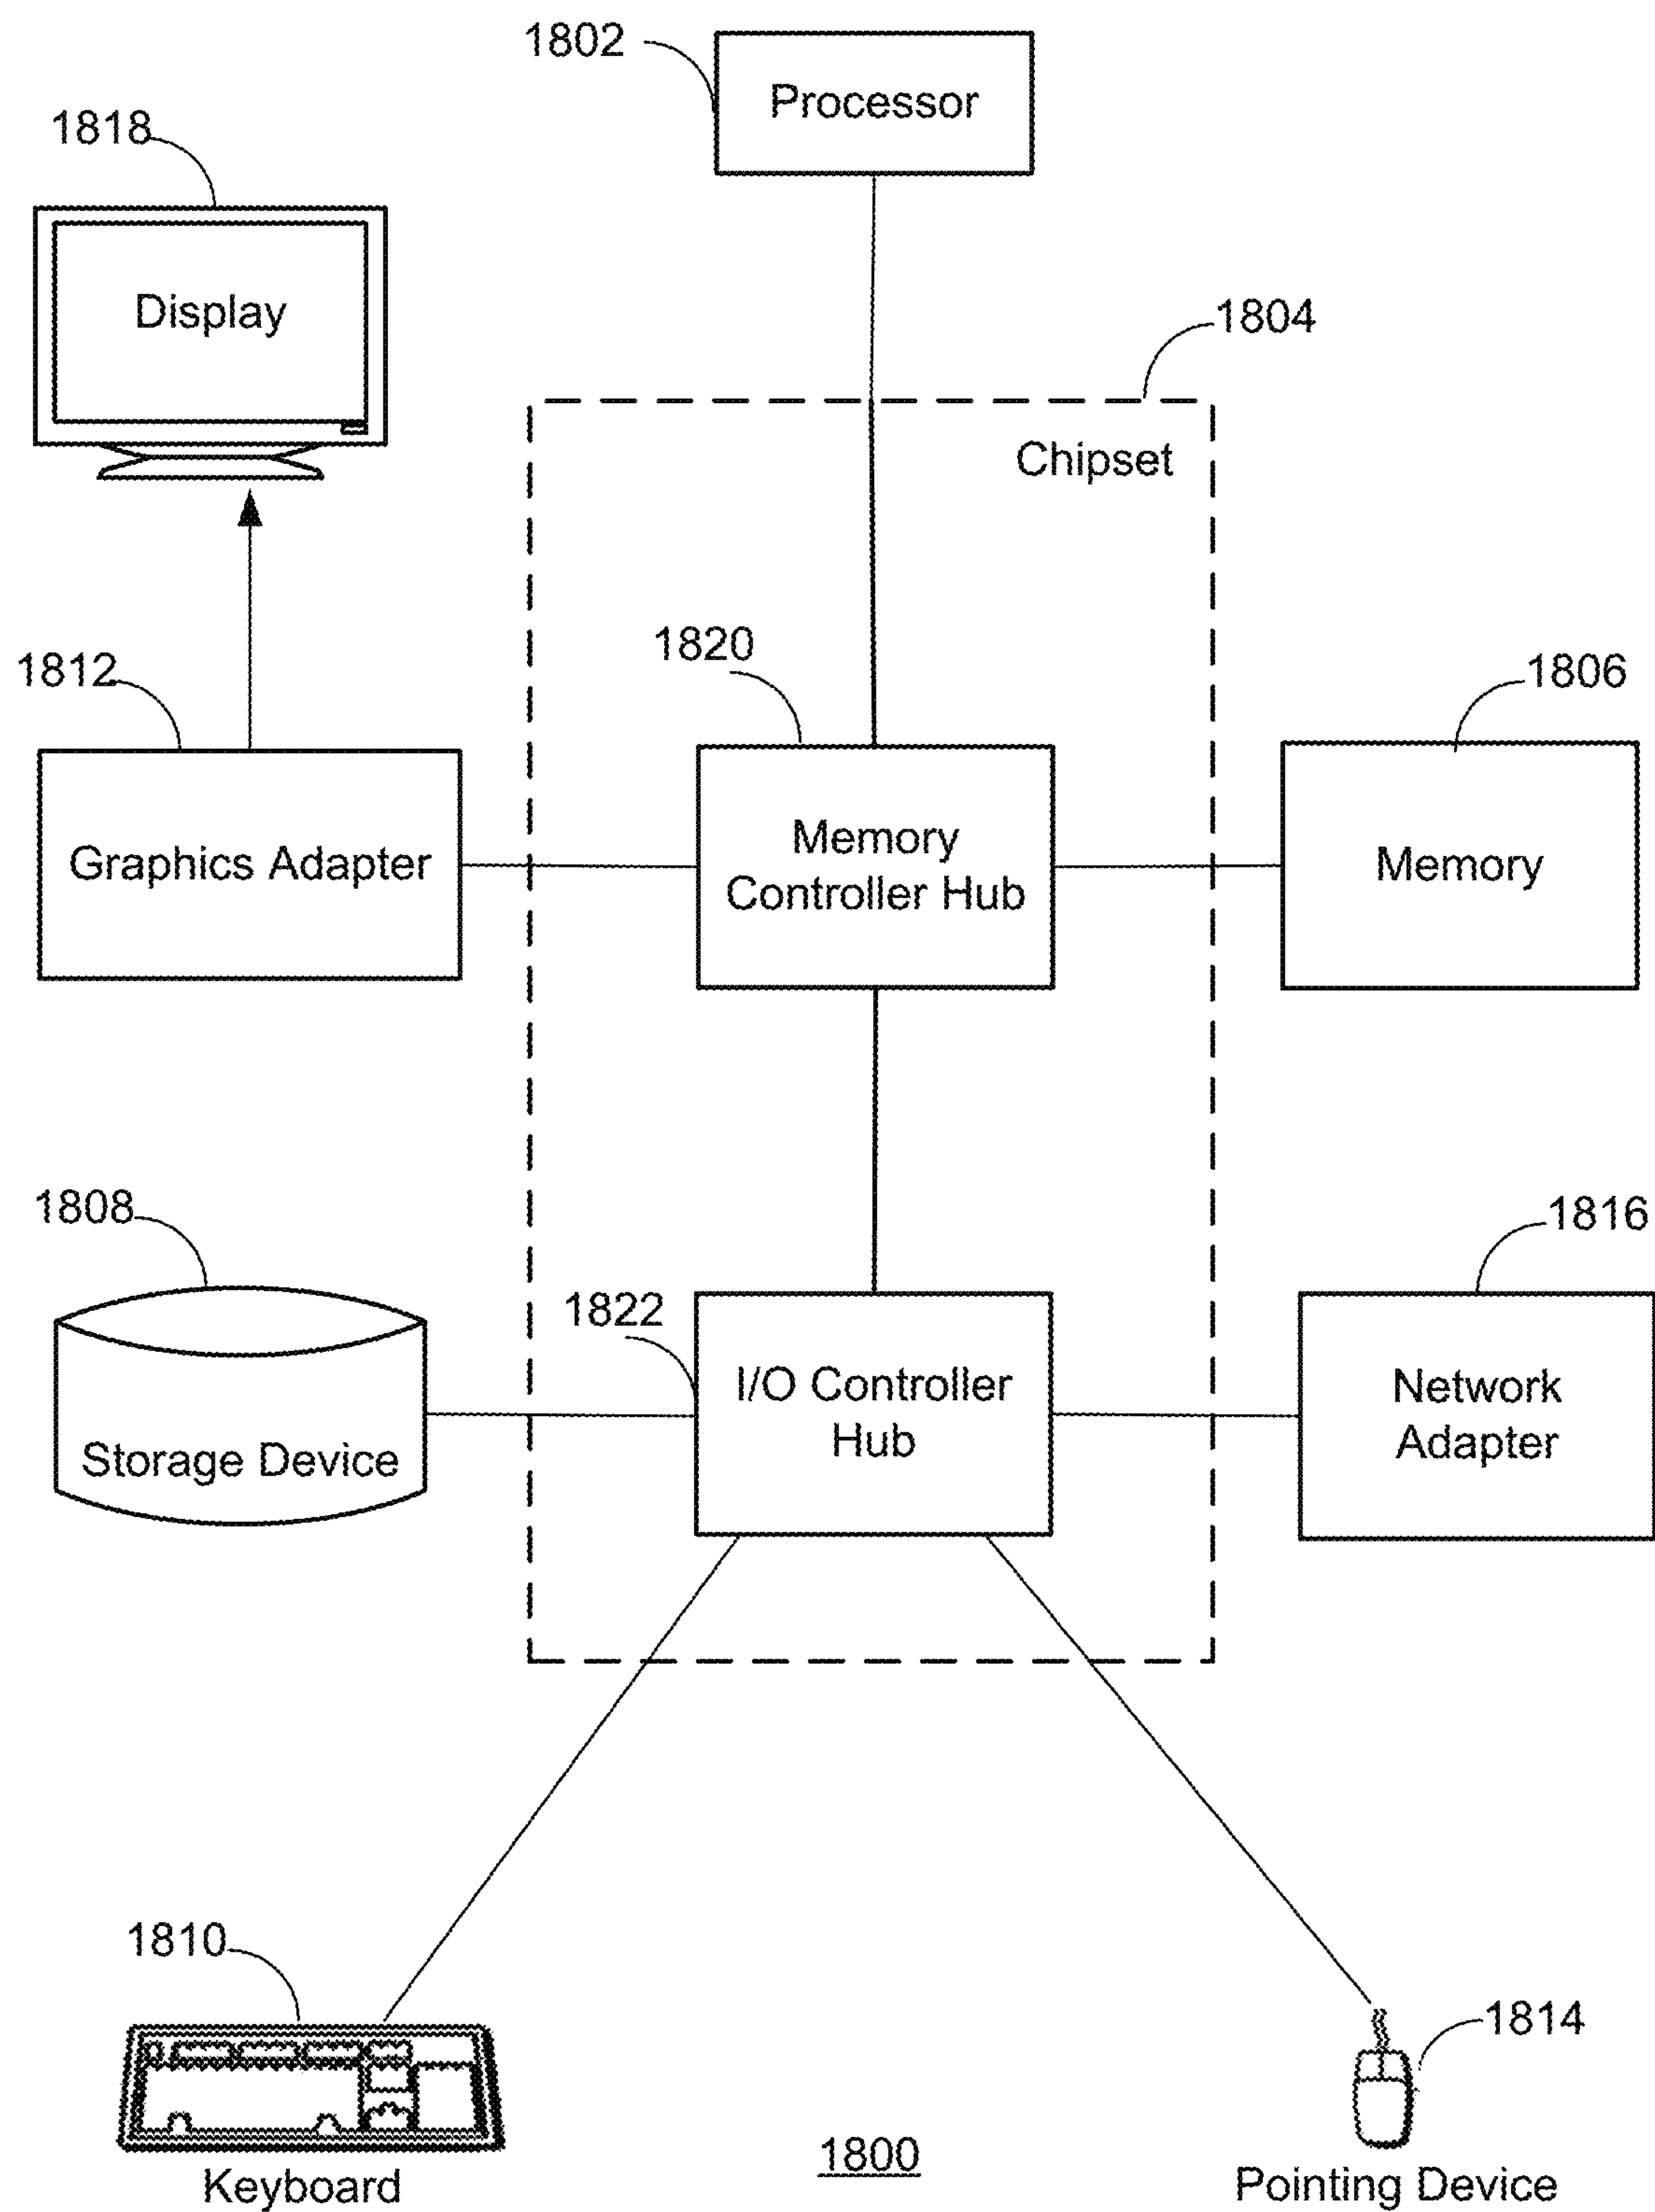 1802
Processor
1818
Display
1804
Chipset
1820
1812
1806
Memory
Controller Hub
Graphics Adapter
Memory
1808
1816
1822
I/O Controller
Hub
Network
Adapter
Storage Device
1810
1814
1800
Keyboard
Pointing Device